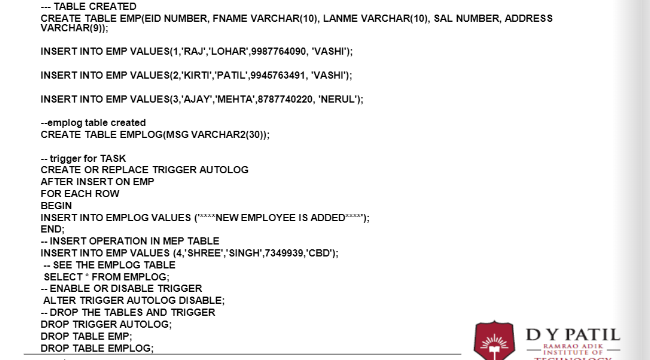 --- TABLE CREATED
CREATE TABLE EMP(EID NUMBER, FNAME VARCHAR(10), LANME VARCHAR(10), SAL NUMBER, ADDRESS
VARCHAR(9));
INSERT INTO EMP VALUES(1,'RAJ','LOHAR',9987764090, 'VASHI');
INSERT INTO EMP VALUES(2,'KIRTI','PATIL',9945763491, 'VASHI');
INSERT INTO EMP VALUES(3,'AJAY','MEHTA',8787740220, 'NERUL');
--emplog table created
CREATE TABLE EMPLOG(MSG VARCHAR2(30));
-- trigger for TASK
CREATE OR REPLACE TRIGGER AUTOLOG
AFTER INSERT ON EMP
FOR EACH ROW
BEGIN
INSERT INTO EMPLOG VALUES ('****NEW EMPLOYEE IS ADDED****');
END;
-- INSERT OPERATION IN MEP TABLE
INSERT INTO EMP VALUES (4,'SHREE','SINGH',7349939,'CBD');
-- SEE THE EMPLOG TABLE
SELECT * FROM EMPLOG;
-- ENABLE OR DISABLE TRIGGER
ALTER TRIGGER AUTOLOG DISABLE;
-- DROP THE TABLES AND TRIGGER
DROP TRIGGER AUTOLOG;
DROP TABLE EMP;
DROP TABLE EMPLOG;
D Y PATIL
RAMRAO ADIK
INSTITUTE OF
TECHNOLOGY